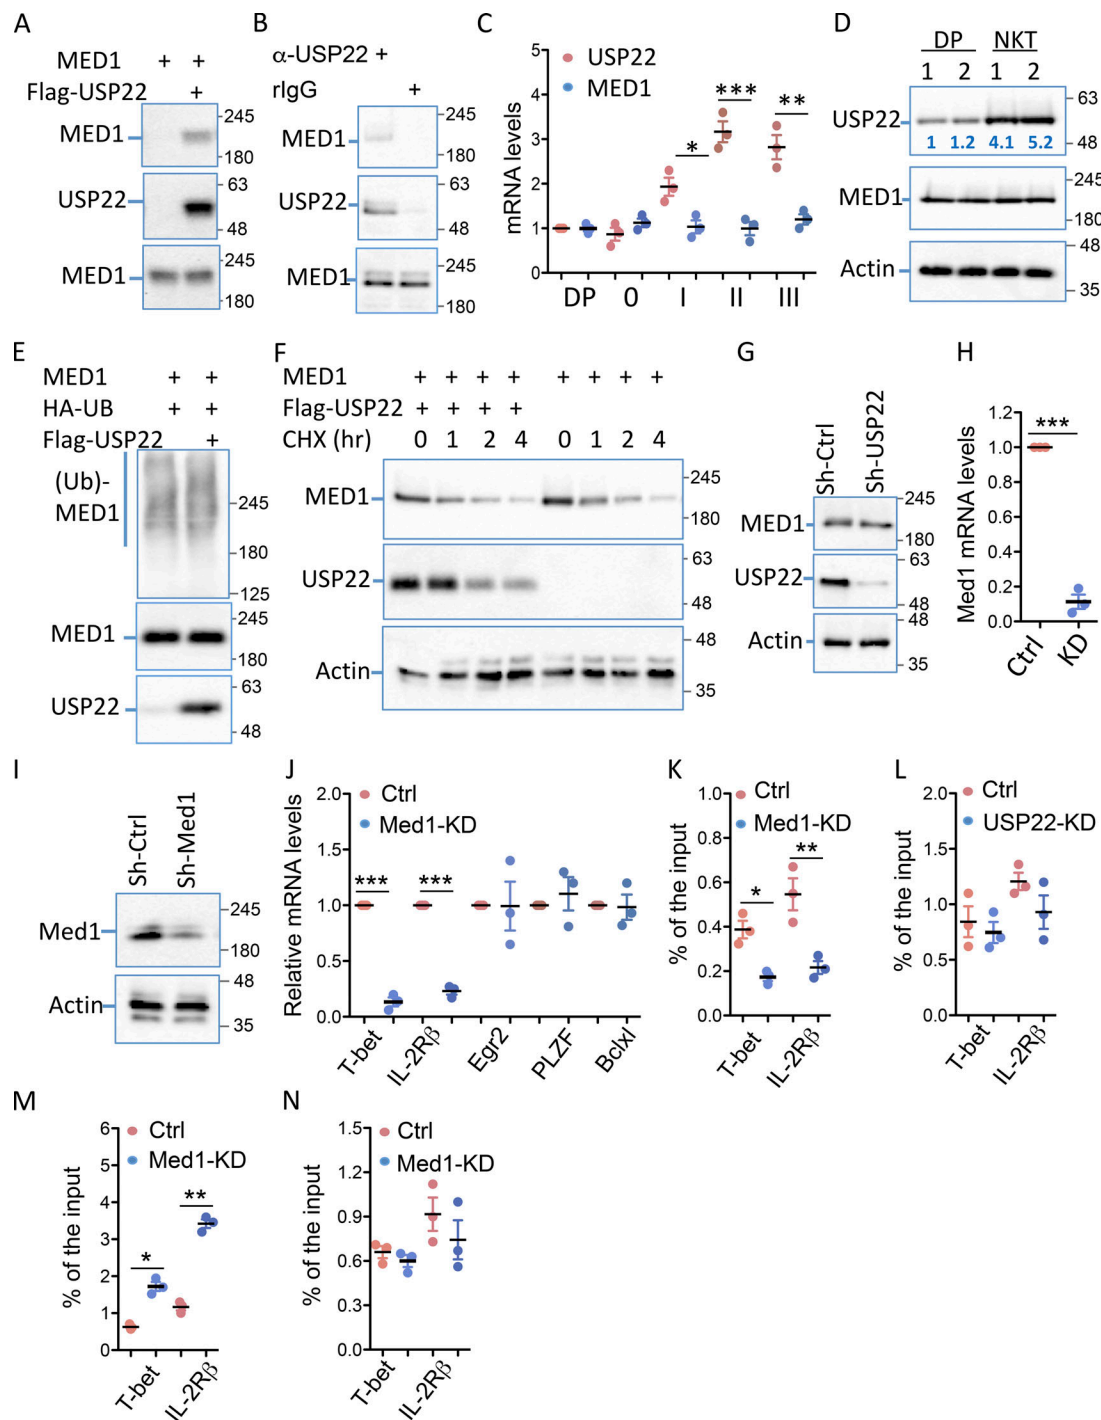 A
MED1 + +
Flag-USP22 +
MED1
245
180
USP22
63
48
MED1
245
180
B
α-USP22 +
rIgG +
MED1
245
180
USP22
63
48
MED1
245
180
C
USP22
MED1
mRNA levels
5
4
3
2
1
0
* *** **
DP 0 I II III
D
DP NKT
1 2 1 2
USP22
1 1.2 4.1 5.2
63
48
MED1
245
180
Actin
48
35
E
MED1 + +
HA-UB + +
Flag-USP22 +
(Ub)-
MED1
245
180
125
MED1
245
180
USP22
63
48
F
MED1 + + + + + + + +
Flag-USP22 + + + +
CHX (hr) 0 1 2 4 0 1 2 4
MED1
245
180
USP22
63
48
Actin
48
35
G
Sh-Ctrl
Sh-USP22
MED1
245
180
USP22
63
48
Actin
48
35
H
Med1 mRNA levels
1.2
1.0
0.8
0.6
0.4
0.2
0
***
Ctrl
KD
I
Sh-Ctrl
Sh-Med1
Med1
245
180
Actin
48
35
J
Ctrl
Med1-KD
Relative mRNA levels
2.0
1.5
1.0
0.5
0.0
*** ***
T-bet
IL-2Rβ
Egr2
PLZF
Bclxl
K
Ctrl
Med1-KD
% of the input
1.0
0.8
0.6
0.4
0.2
0.0
* **
T-bet
IL-2Rβ
L
Ctrl
USP22-KD
% of the input
2.0
1.5
1.0
0.5
0.0
T-bet
IL-2Rβ
M
Ctrl
Med1-KD
% of the input
6
5
4
3
2
1
0
* **
T-bet
IL-2Rβ
N
Ctrl
Med1-KD
% of the input
1.5
1.2
0.9
0.6
0.3
0.0
T-bet
IL-2Rβ